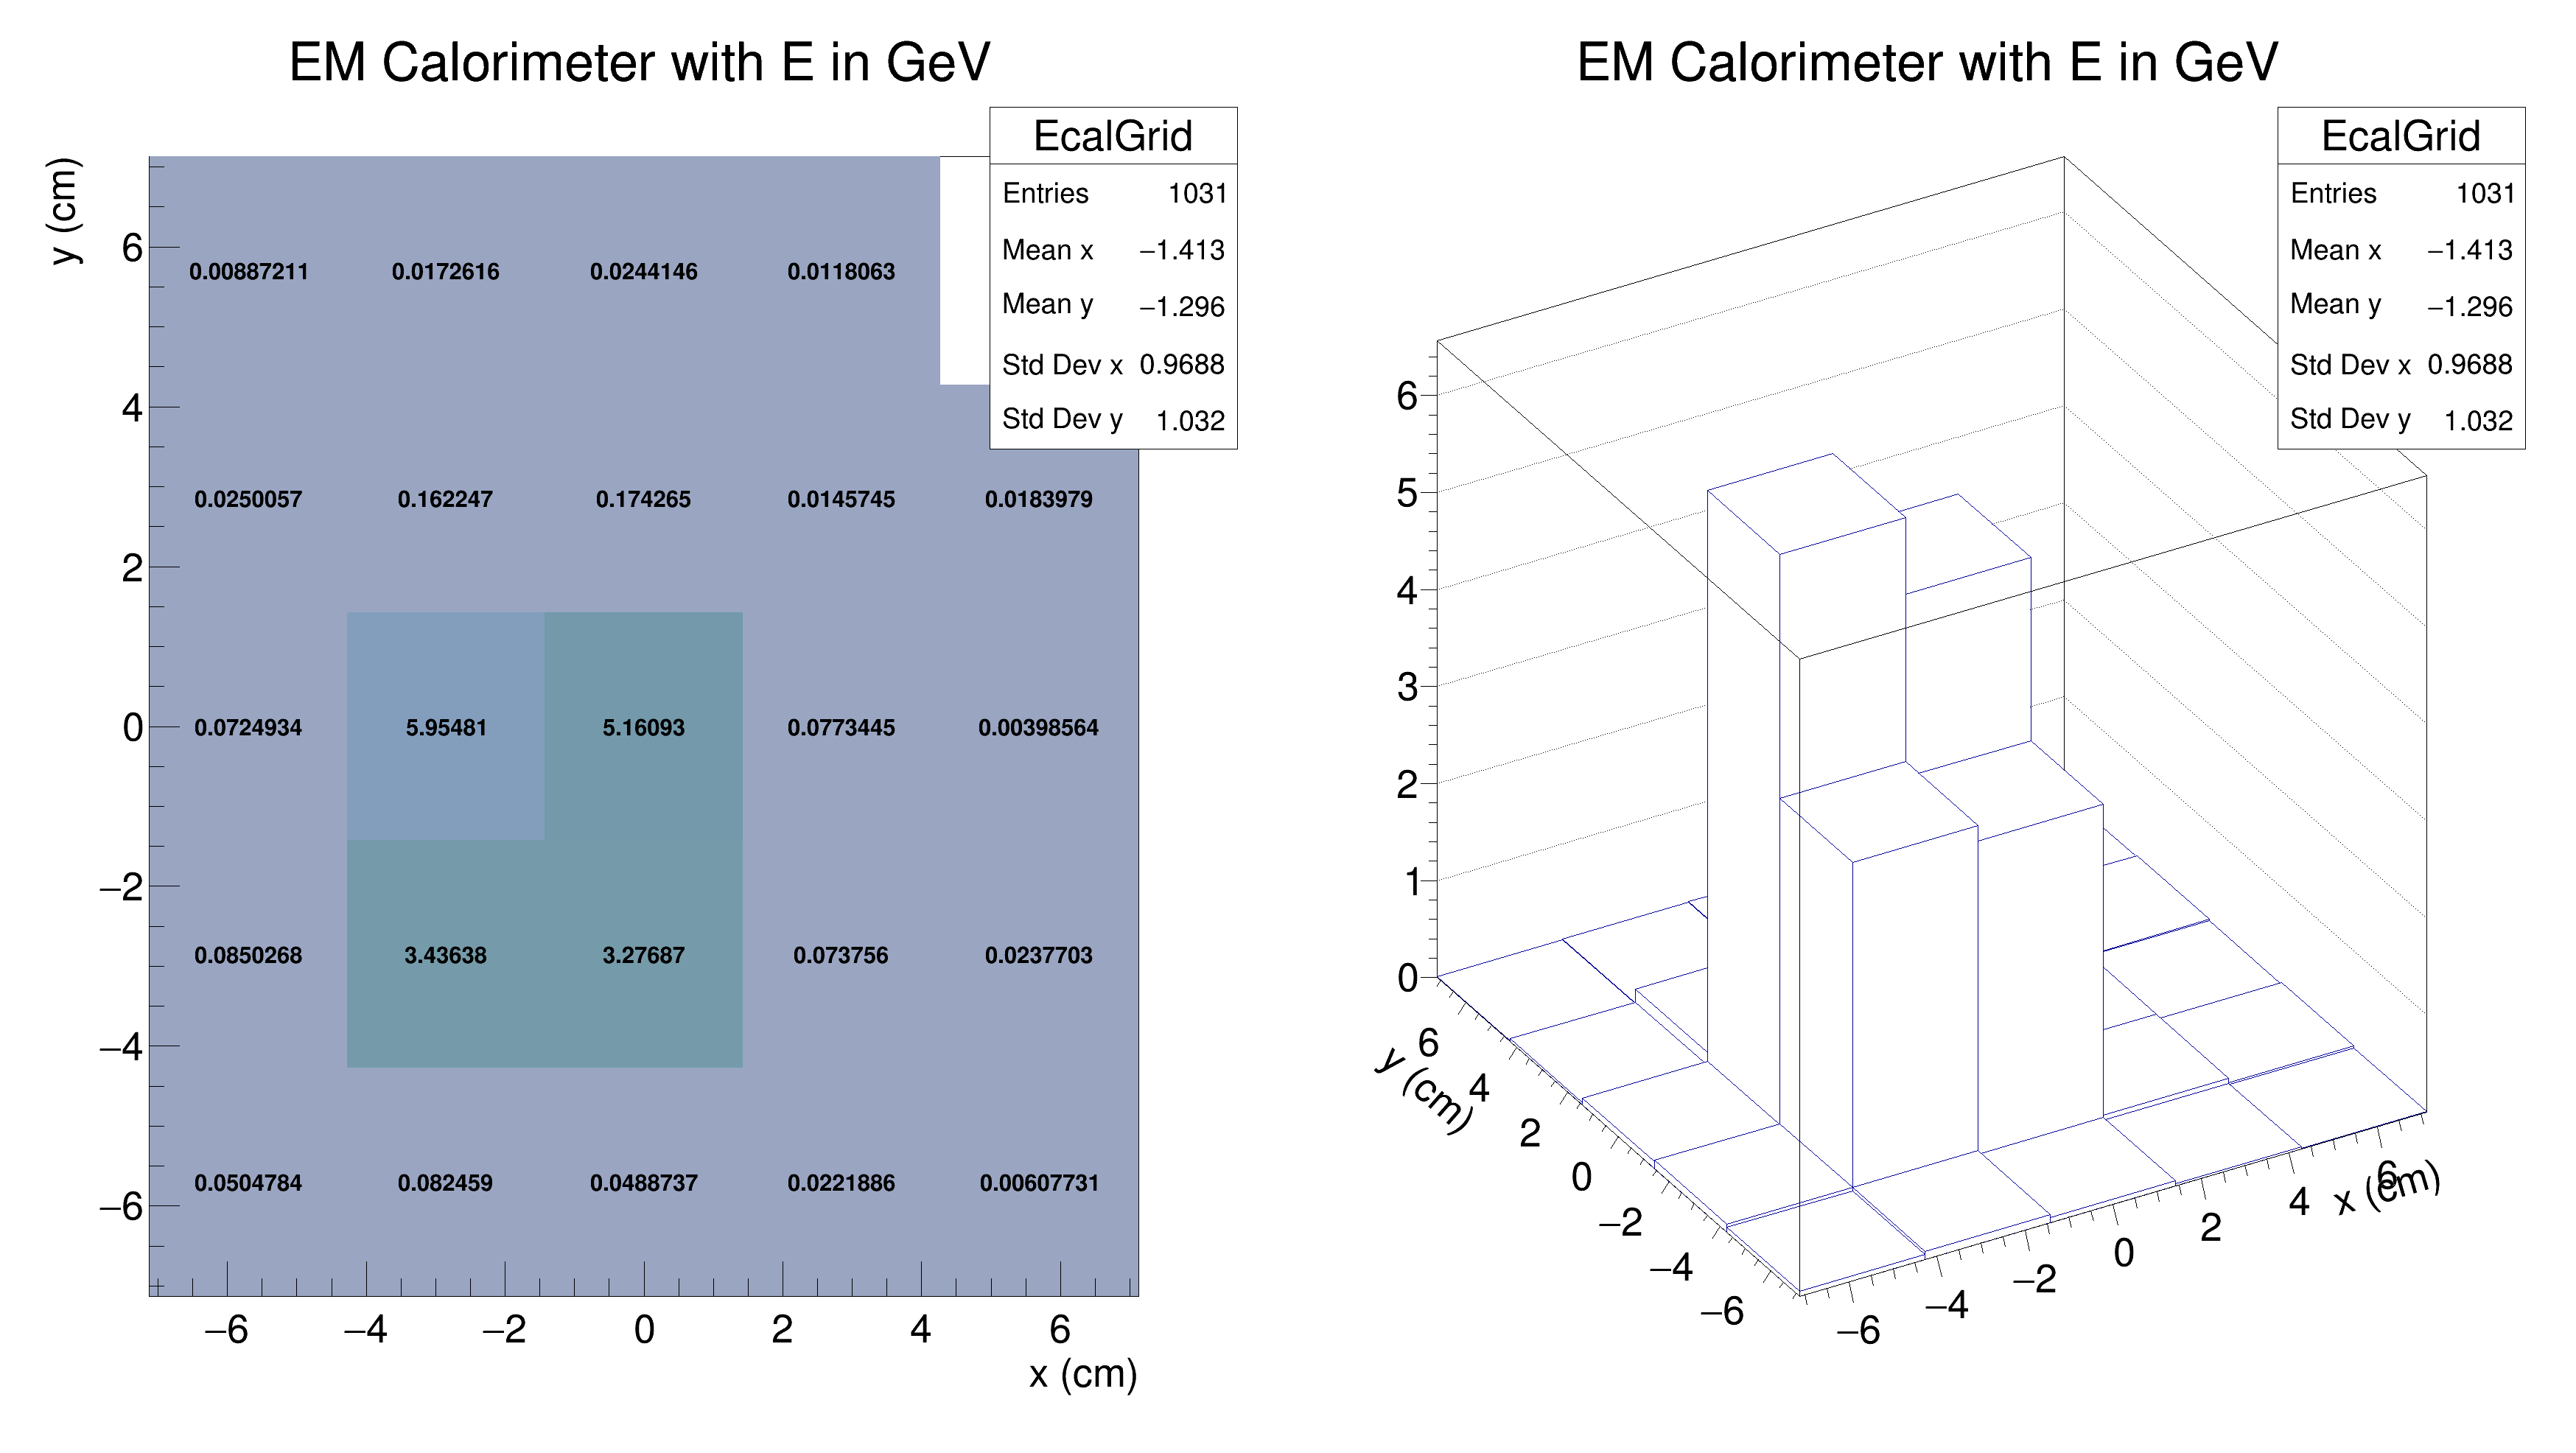 EM Calorimeter with E in GeV
EcalGrid
Entries 1031
Mean x −1.413
Mean y −1.296
Std Dev x 0.9688
Std Dev y 1.032
y (cm)
6
4
2
0
−2
−4
−6
0.00887211 0.0172616 0.0244146 0.0118063
0.0250057 0.162247 0.174265 0.0145745 0.0183979
0.0724934 5.95481 5.16093 0.0773445 0.00398564
0.0850268 3.43638 3.27687 0.073756 0.0237703
0.0504784 0.082459 0.0488737 0.0221886 0.00607731
−6 −4 −2 0 2 4 6
x (cm)
EM Calorimeter with E in GeV
EcalGrid
Entries 1031
Mean x −1.413
Mean y −1.296
Std Dev x 0.9688
Std Dev y 1.032
6
5
4
3
2
1
0
y (cm)
6
4
2
0
−2
−4
−6
−6 −4 −2 0 2 4 6
x (cm)